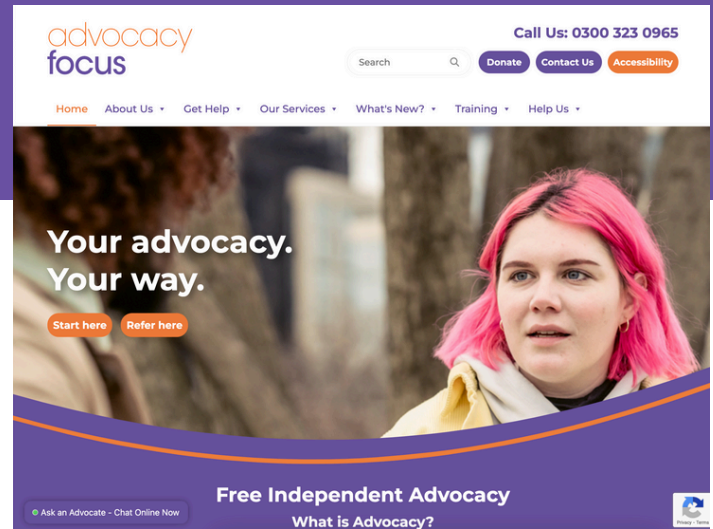 advocacy
focus
Call Us: 0300 323 0965
Search
Donate
Contact Us
Accessibility
Home
About Us
Get Help
Our Services
What's New?
Training
Help Us
Your advocacy.
Your way.
Start here
Refer here
Free Independent Advocacy
What is Advocacy?
Ask an Advocate - Chat Online Now
Privacy - Terms